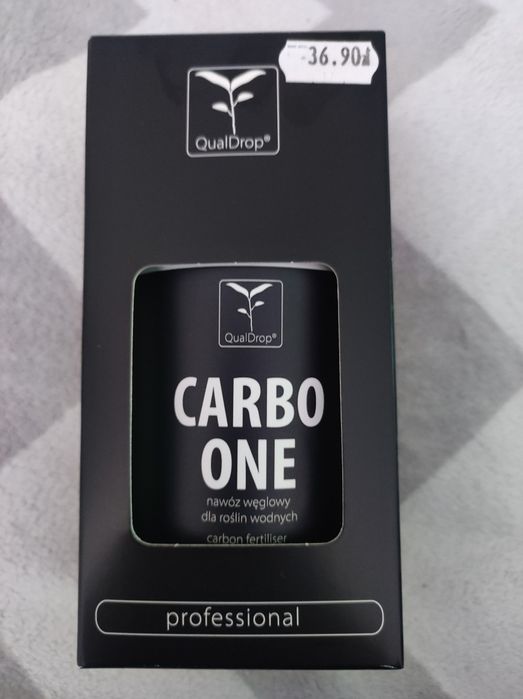 36.90zł
QualDrop®
QualDrop®
CARBO
ONE
nawóz węglowy
dla roślin wodnych
carbon fertiliser
professional